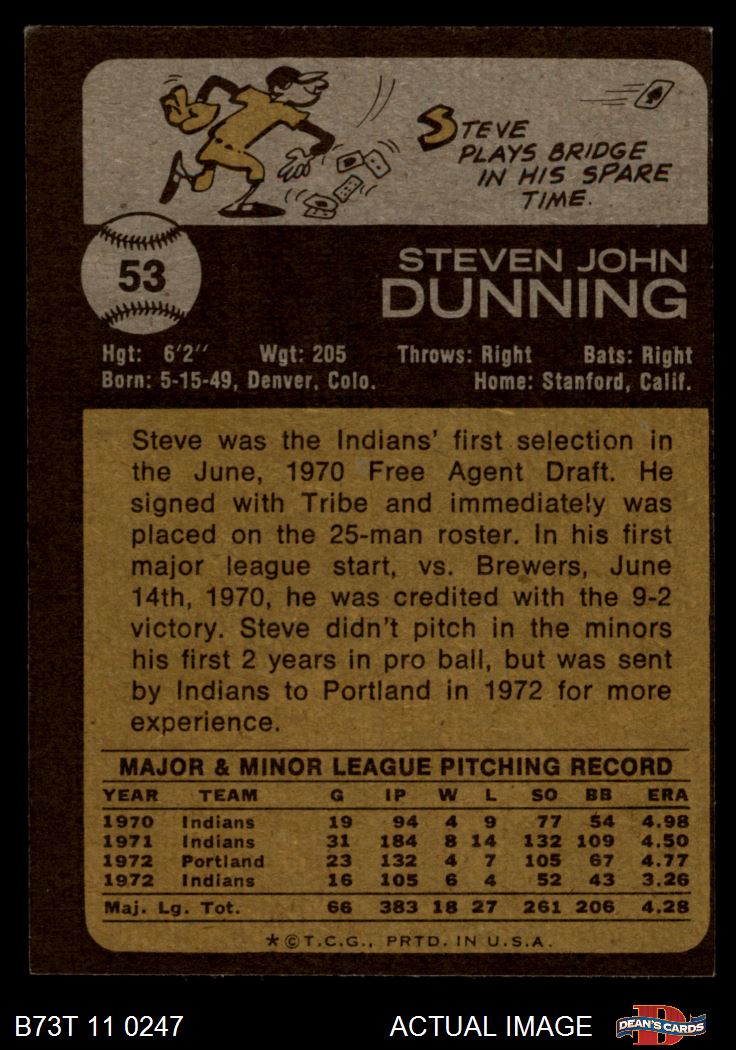 STEVE
PLAYS BRIDGE
IN HIS SPARE
TIME.
53
STEVEN JOHN
DUNNING
Hgt: 6'2" Wgt: 205 Throws: Right Bats: Right
Born: 5-15-49, Denver, Colo. Home: Stanford, Calif.
Steve was the Indians' first selection in
the June, 1970 Free Agent Draft. He
signed with Tribe and immediately was
placed on the 25-man roster. In his first
major league start, vs. Brewers, June
14th, 1970, he was credited with the 9-2
victory. Steve didn't pitch in the minors
his first 2 years in pro ball, but was sent
by Indians to Portland in 1972 for more
experience.
MAJOR & MINOR LEAGUE PITCHING RECORD
YEAR TEAM G IP W L SO BB ERA
1970 Indians 19 94 4 9 77 54 4.98
1971 Indians 31 184 8 14 132 109 4.50
1972 Portland 23 132 4 7 105 67 4.77
1972 Indians 16 105 6 4 52 43 3.26
Maj. Lg. Tot. 66 383 18 27 261 206 4.28
*©T.C.G., PRTD. IN U.S.A.
B73T 11 0247 ACTUAL IMAGE
D
DEAN'S CARDS